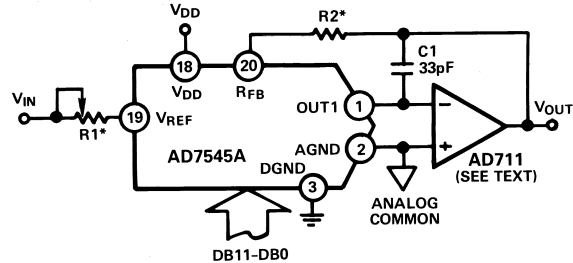 VDD
R2*
C1
33pF
18
VDD
20
RFB
VIN
R1*
19
VREF
OUT1
1
−
AD7545A
AGND
2
+
VOUT
AD711
(SEE TEXT)
DGND
3
ANALOG
COMMON
DB11–DB0